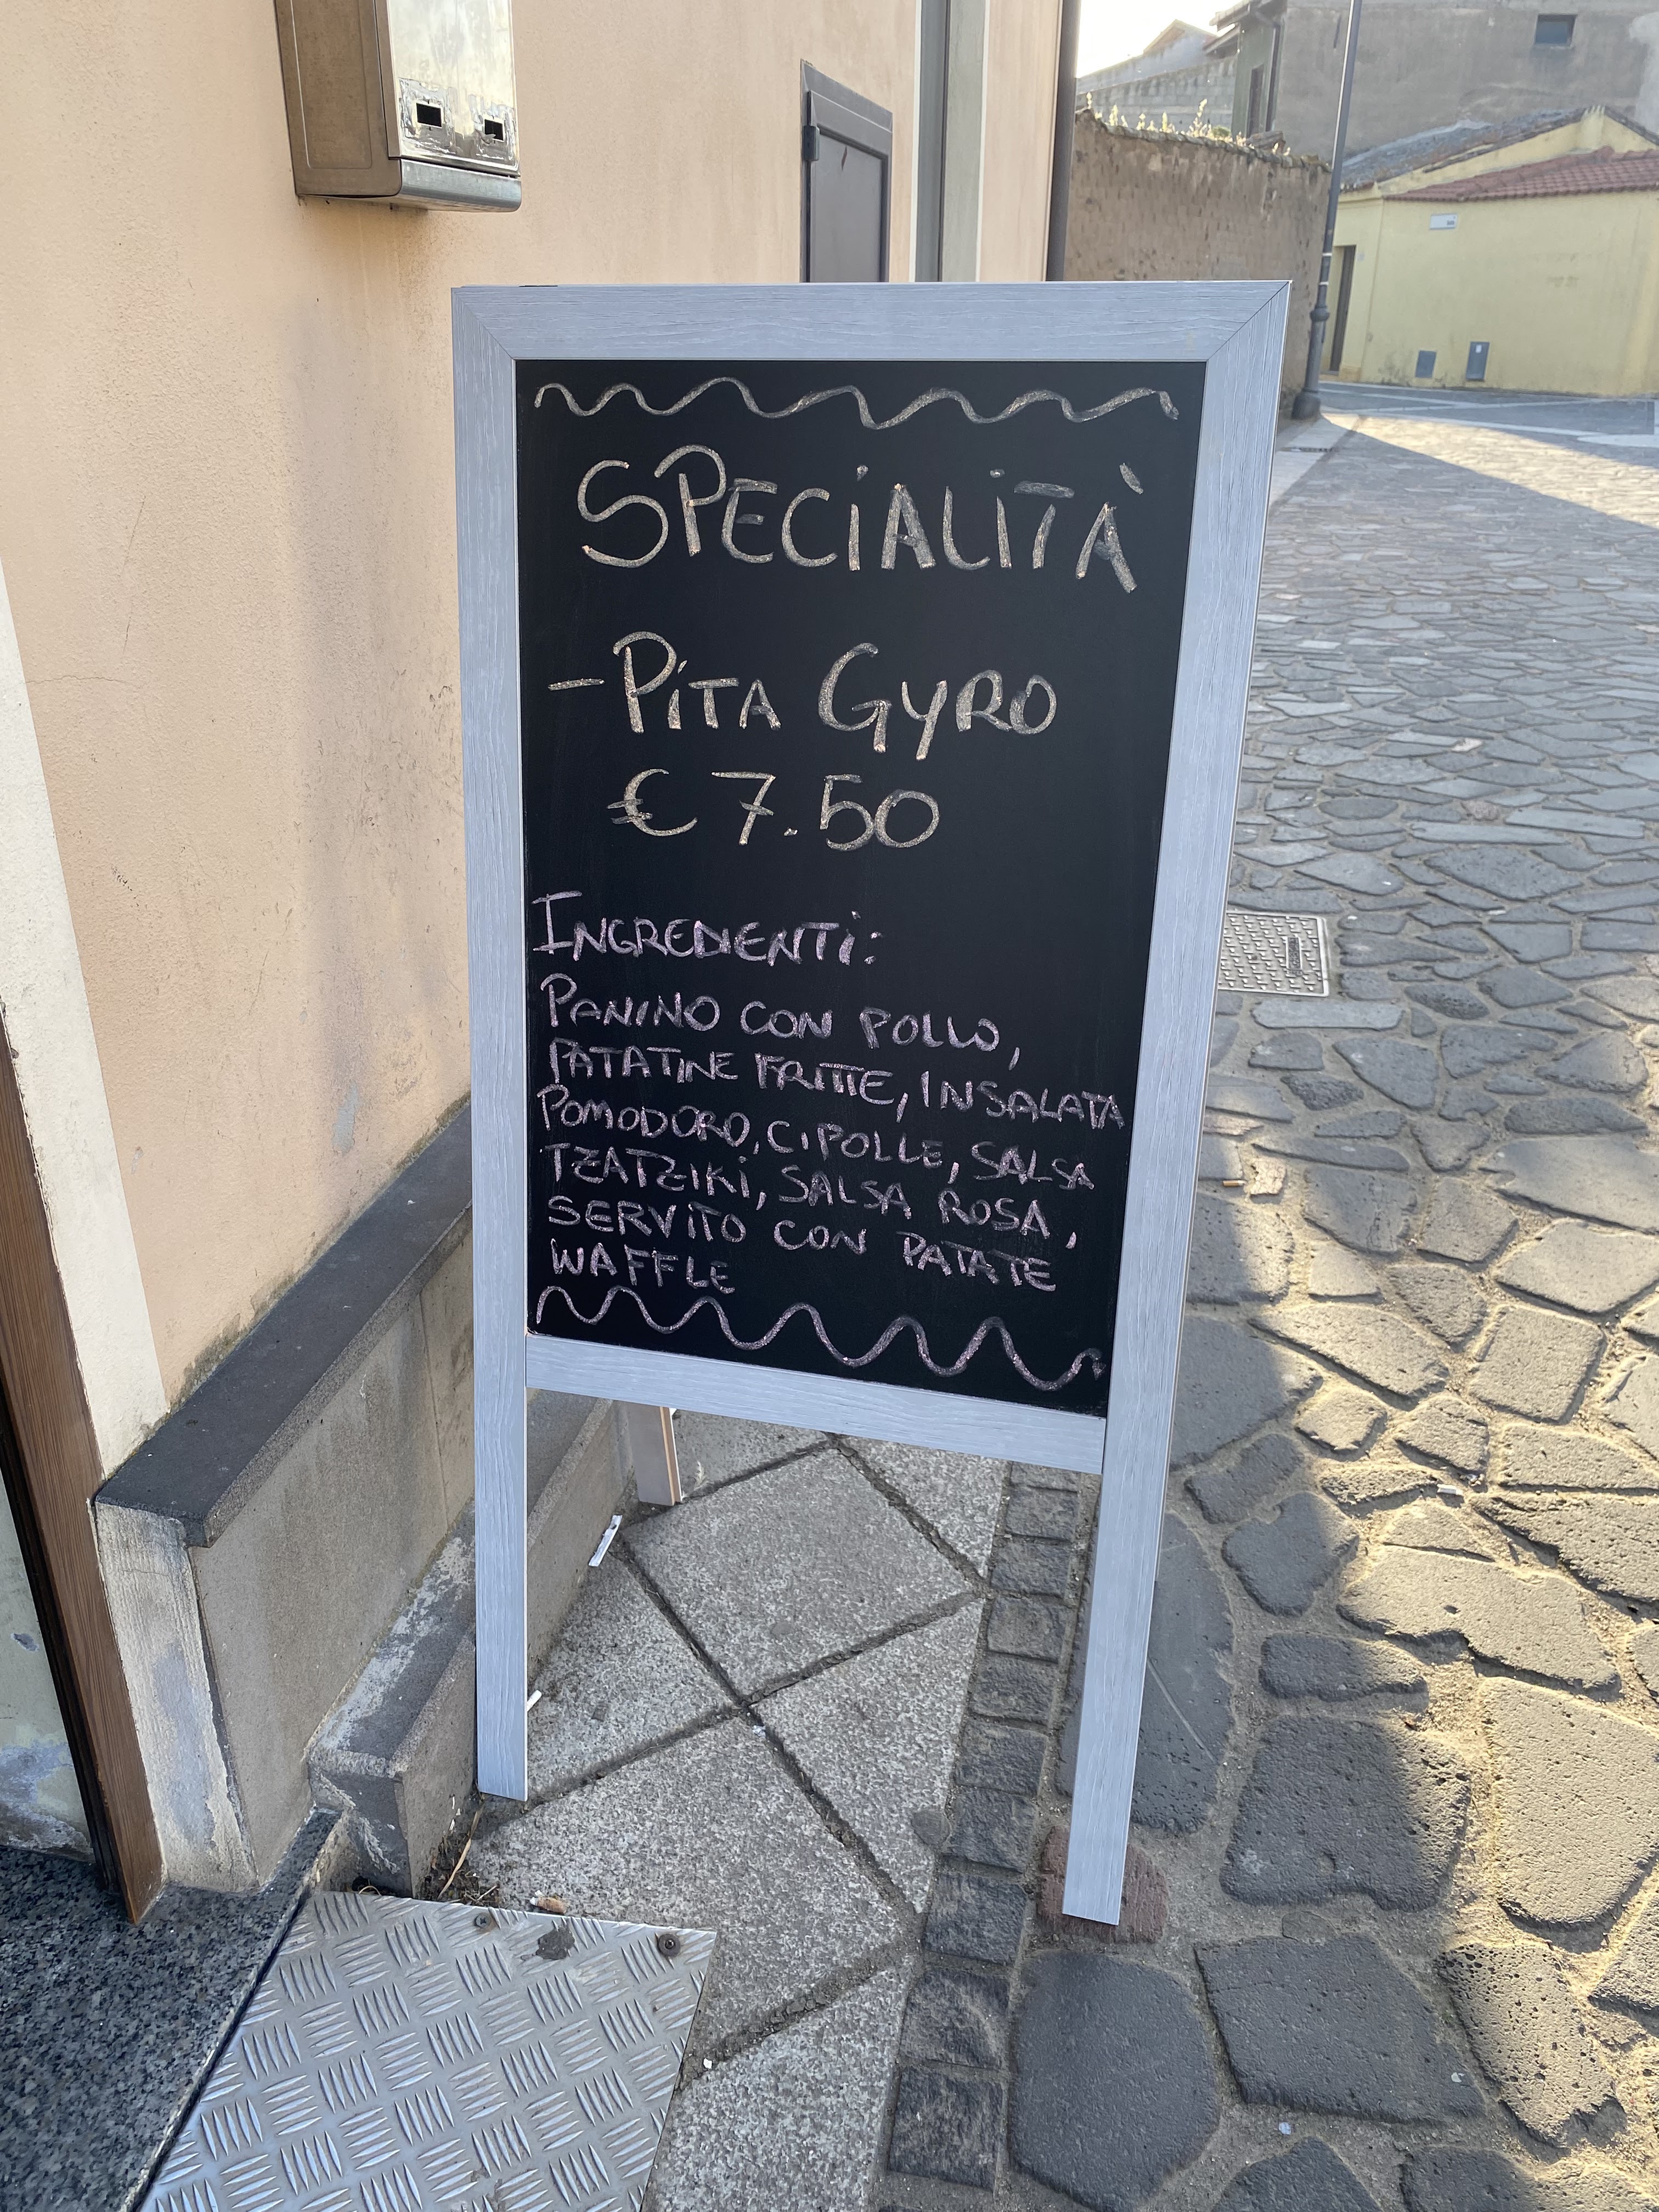 SPECIALITÀ
- PITA GYRO
€ 7.50
INGREDIENTI:
PANINO CON POLLO,
PATATINE FRITTE, INSALATA
POMODORO, CIPOLLE, SALSA
TZATZIKI, SALSA ROSA,
SERVITO CON PATATE
WAFFLE